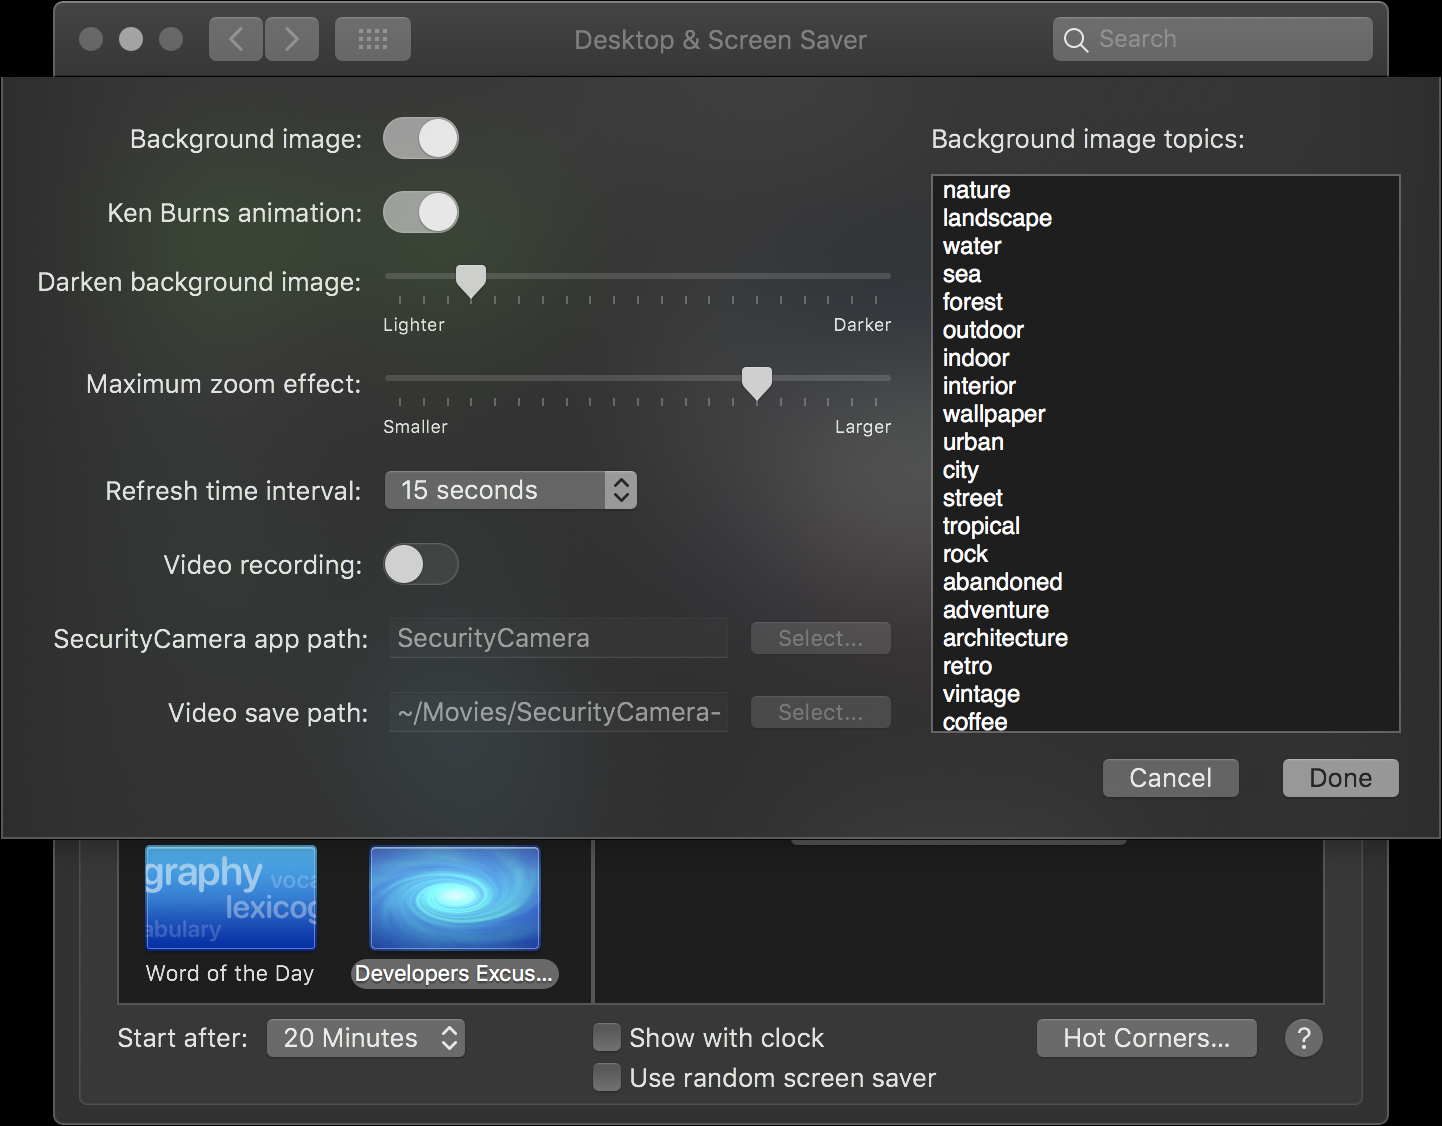 Desktop & Screen Saver
Search
Background image:
Ken Burns animation:
Darken background image:
Lighter
Darker
Maximum zoom effect:
Smaller
Larger
Refresh time interval:
15 seconds
Video recording:
SecurityCamera app path:
SecurityCamera
Select...
Video save path:
~/Movies/SecurityCamera-
Select...
Background image topics:
nature
landscape
water
sea
forest
outdoor
indoor
interior
wallpaper
urban
city
street
tropical
rock
abandoned
adventure
architecture
retro
vintage
coffee
Cancel
Done
graphy
voca
lexicog
abulary
Word of the Day
Developers Excus...
Start after:
20 Minutes
Show with clock
Use random screen saver
Hot Corners...
?